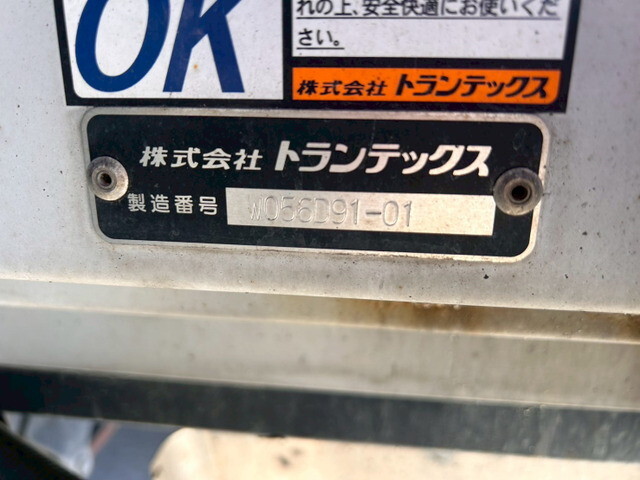 OK
れの上、安全快適にお使いくだ
さい。
株式会社 トランテックス
株式会社 トランテックス
製造番号 W056D91-01